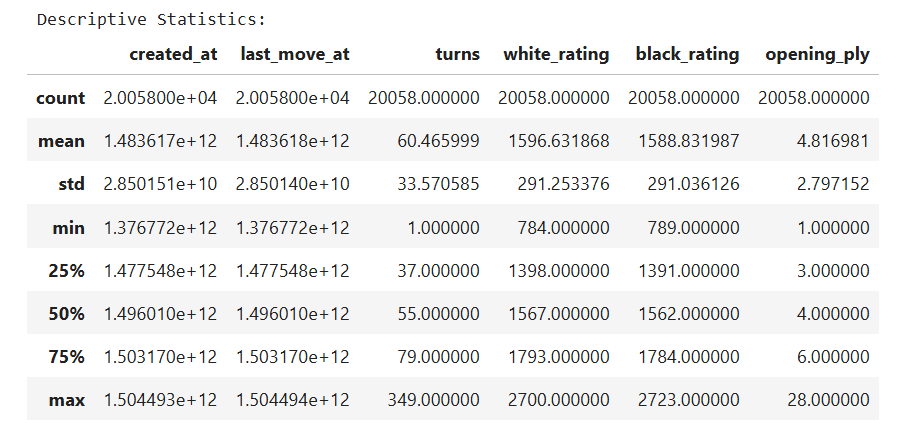 Descriptive Statistics:
created_at last_move_at turns white_rating black_rating opening_ply
count 2.005800e+04 2.005800e+04 20058.000000 20058.000000 20058.000000 20058.000000
mean 1.483617e+12 1.483618e+12 60.465999 1596.631868 1588.831987 4.816981
std 2.850151e+10 2.850140e+10 33.570585 291.253376 291.036126 2.797152
min 1.376772e+12 1.376772e+12 1.000000 784.000000 789.000000 1.000000
25% 1.477548e+12 1.477548e+12 37.000000 1398.000000 1391.000000 3.000000
50% 1.496010e+12 1.496010e+12 55.000000 1567.000000 1562.000000 4.000000
75% 1.503170e+12 1.503170e+12 79.000000 1793.000000 1784.000000 6.000000
max 1.504493e+12 1.504494e+12 349.000000 2700.000000 2723.000000 28.000000